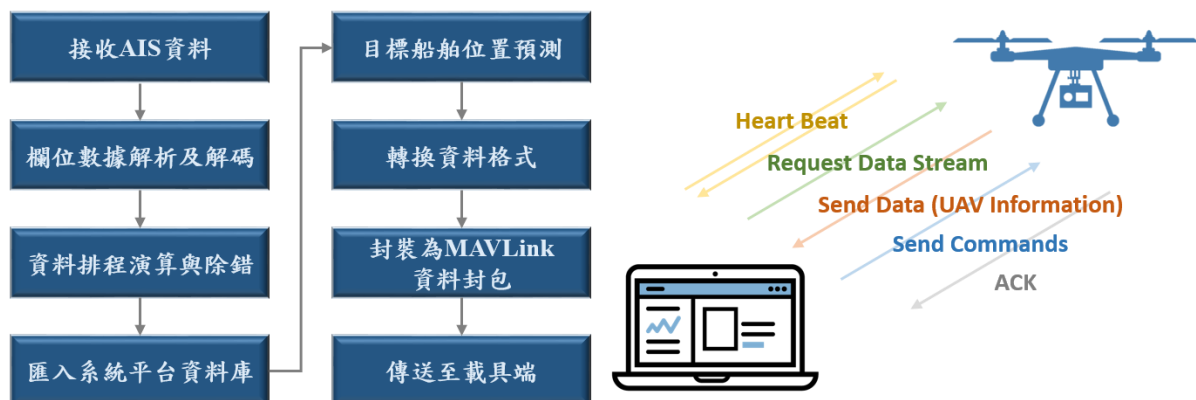 接收AIS資料
欄位數據解析及解碼
資料排程演算與除錯
匯入系統平台資料庫
目標船舶位置預測
轉換資料格式
封裝為MAVLink
資料封包
傳送至載具端
Heart Beat
Request Data Stream
Send Data (UAV Information)
Send Commands
ACK